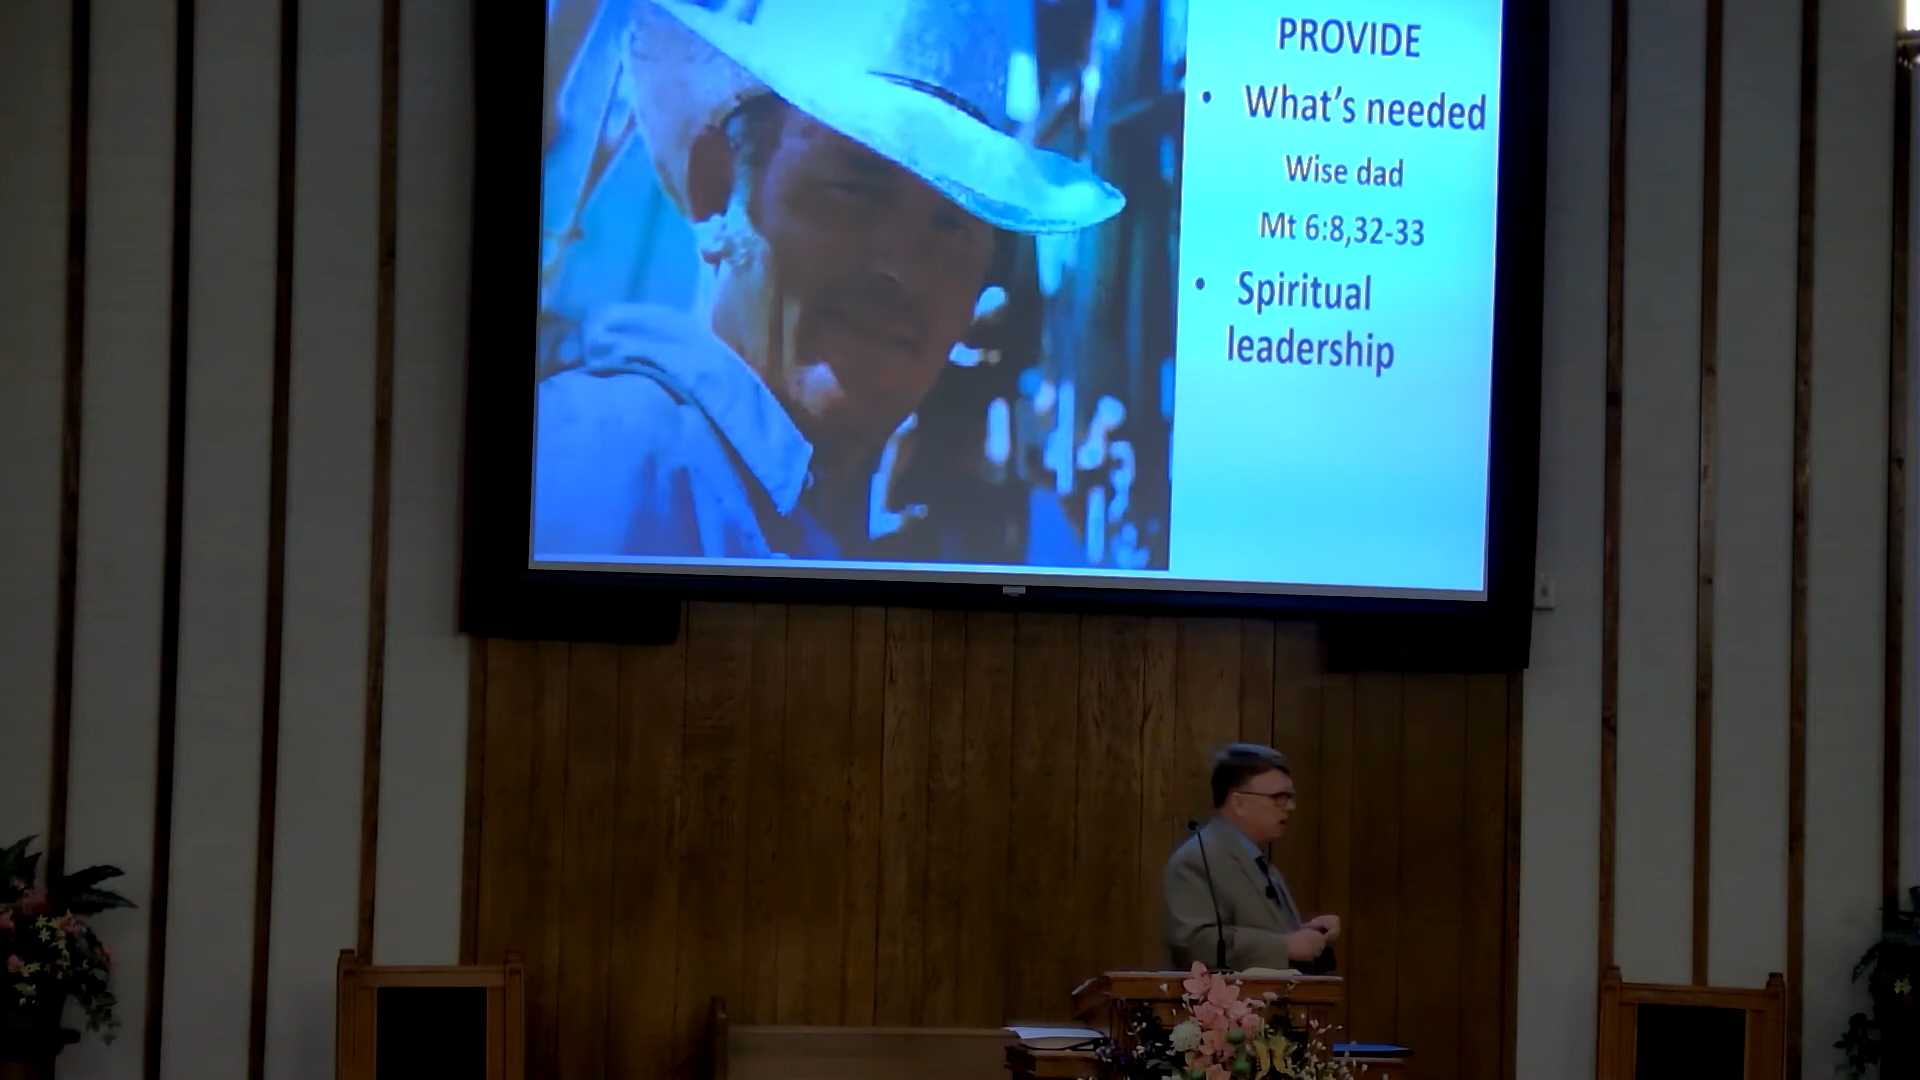 PROVIDE
• What's needed
Wise dad
Mt 6:8,32-33
• Spiritual
leadership